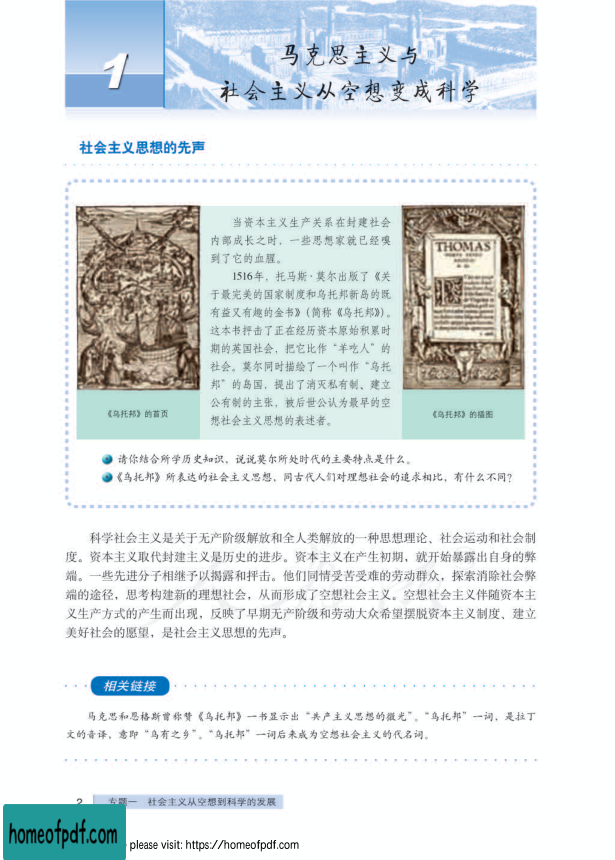 1
马克思主义与
社会主义从空想变成科学
社会主义思想的先声
当资本主义生产关系在封建社会
内部成长之时，一些思想家就已经嗅
到了它的血腥。
1516年，托马斯·莫尔出版了《关
于最完美的国家制度和乌托邦新岛的既
有益又有趣的金书》（简称《乌托邦》）。
这本书抨击了正在经历资本原始积累时
期的英国社会，把它比作“羊吃人”的
社会。莫尔同时描绘了一个叫作“乌托
邦”的岛国，提出了消灭私有制、建立
公有制的主张，被后世公认为最早的空
想社会主义思想的表述者。
《乌托邦》的首页
THOMAS
《乌托邦》的插图
请你结合所学历史知识，说说莫尔所处时代的主要特点是什么。
《乌托邦》所表达的社会主义思想，同古代人们对理想社会的追求相比，有什么不同？
科学社会主义是关于无产阶级解放和全人类解放的一种思想理论、社会运动和社会制
度。资本主义取代封建主义是历史的进步。资本主义在产生初期，就开始暴露出自身的弊
端。一些先进分子相继予以揭露和抨击。他们同情受苦受难的劳动群众，探索消除社会弊
端的途径，思考构建新的理想社会，从而形成了空想社会主义。空想社会主义伴随资本主
义生产方式的产生而出现，反映了早期无产阶级和劳动大众希望摆脱资本主义制度、建立
美好社会的愿望，是社会主义思想的先声。
相关链接
马克思和恩格斯曾称赞《乌托邦》一书显示出“共产主义思想的微光”。“乌托邦”一词，是拉丁
文的音译，意即“乌有之乡”。“乌托邦”一词后来成为空想社会主义的代名词。
2 专题一 社会主义从空想到科学的发展
homeofpdf.com
please visit: https://homeofpdf.com